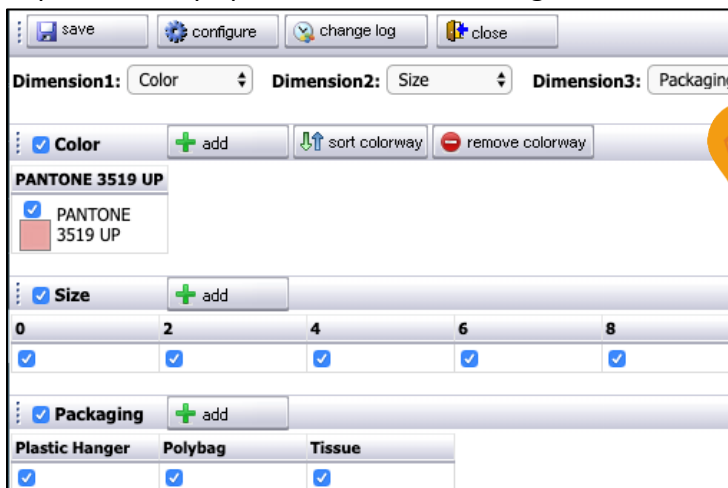 save configure change log close
Dimension1: Color Dimension2: Size Dimension3: Packaging
Color add sort colorway remove colorway
PANTONE 3519 UP
PANTONE
3519 UP
Size add
0 2 4 6 8
Packaging add
Plastic Hanger Polybag Tissue